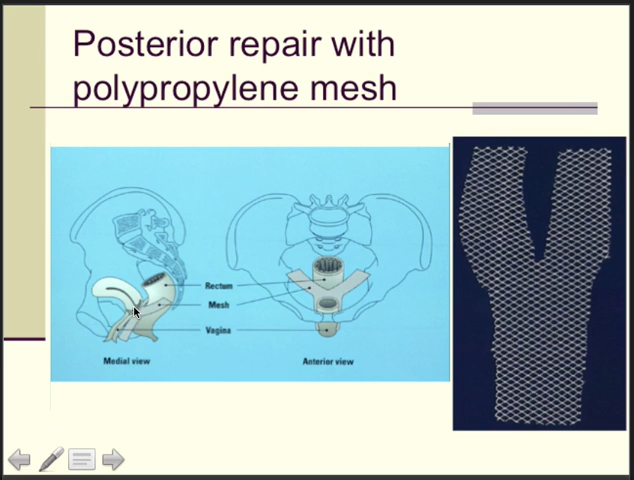 Posterior repair with
polypropylene mesh
Rectum
Mesh
Vagina
Medial view
Anterior view